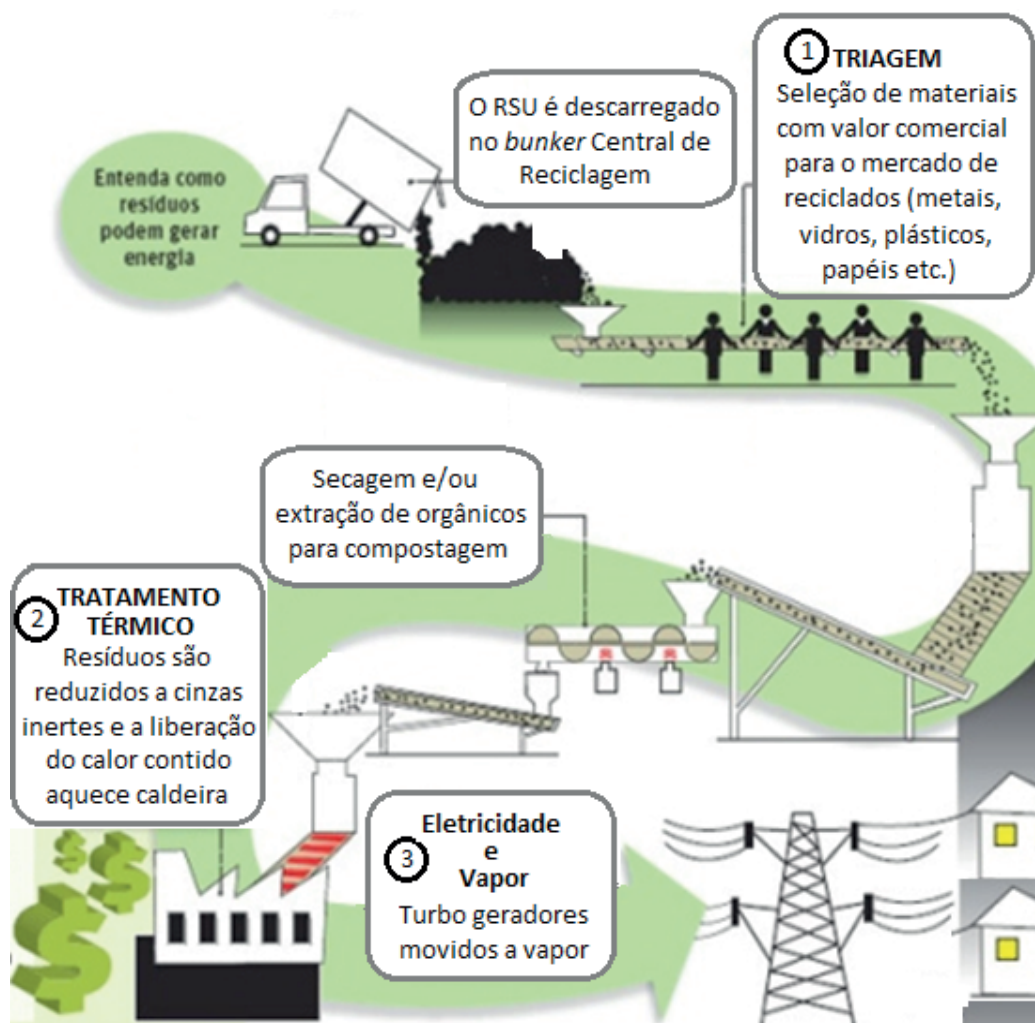 Entenda como
resíduos
podem gerar
energia
O RSU é descarregado
no bunker Central de
Reciclagem
1 TRIAGEM
Seleção de materiais
com valor comercial
para o mercado de
reciclados (metais,
vidros, plásticos,
papéis etc.)
Secagem e/ou
extração de orgânicos
para compostagem
2 TRATAMENTO
TÉRMICO
Resíduos são
reduzidos a cinzas
inertes e a liberação
do calor contido
aquece caldeira
3 Eletricidade
e
Vapor
Turbo geradores
movidos a vapor
$
$
$